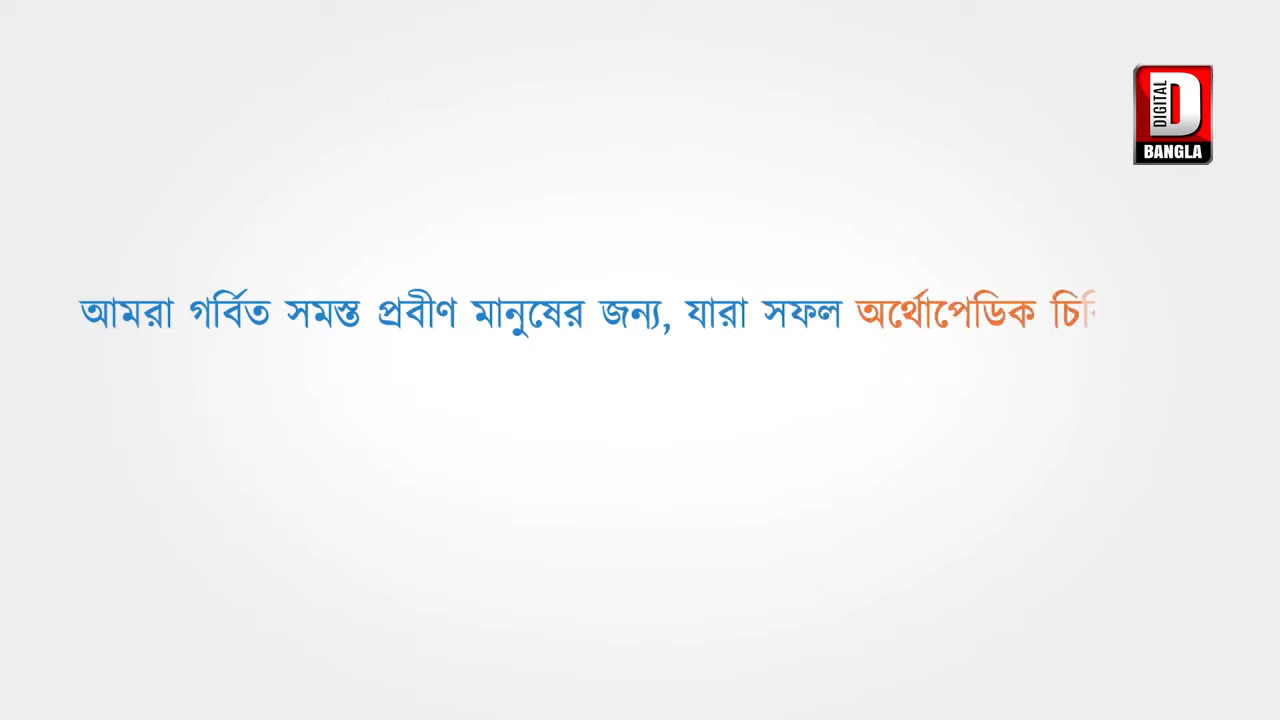 DIGITAL
BANGLA
আমরা গর্বিত সমস্ত প্রবীণ মানুষের জন্য, যারা সফল অর্থোপেডিক